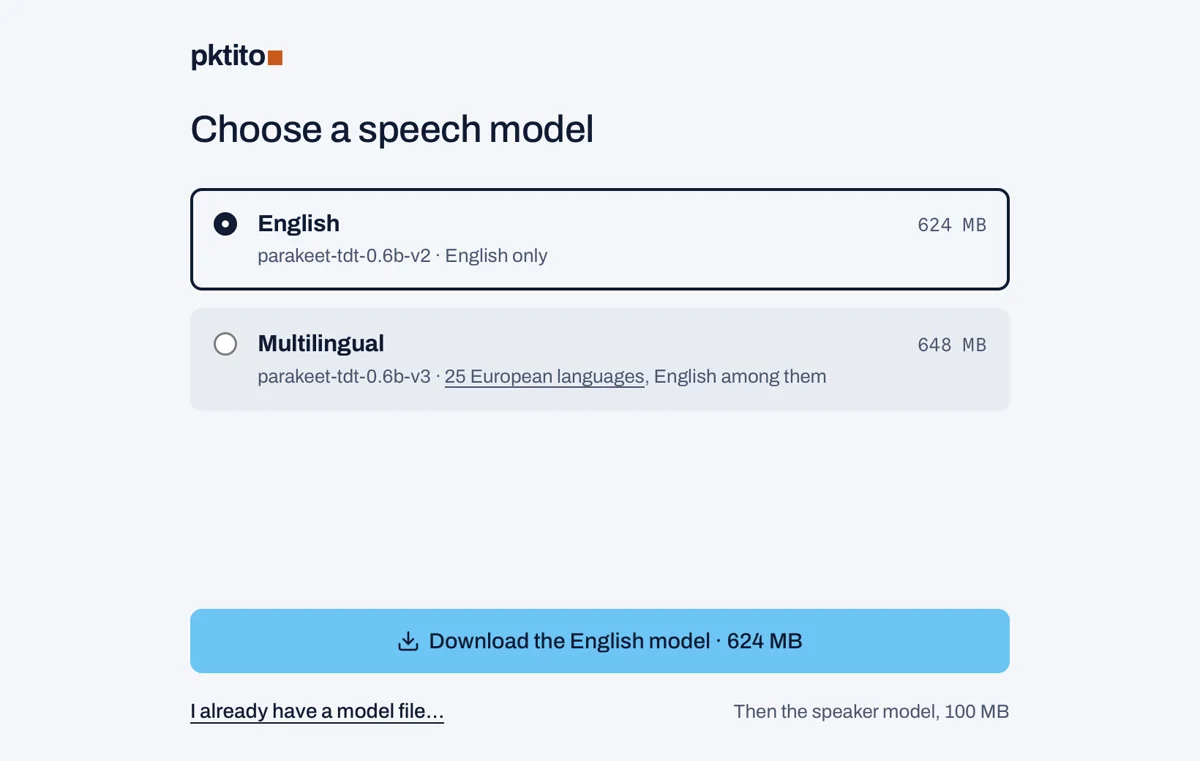 pktito
Choose a speech model
English
624 MB
parakeet-tdt-0.6b-v2 · English only
Multilingual
648 MB
parakeet-tdt-0.6b-v3 · 25 European languages, English among them
Download the English model · 624 MB
I already have a model file...
Then the speaker model, 100 MB